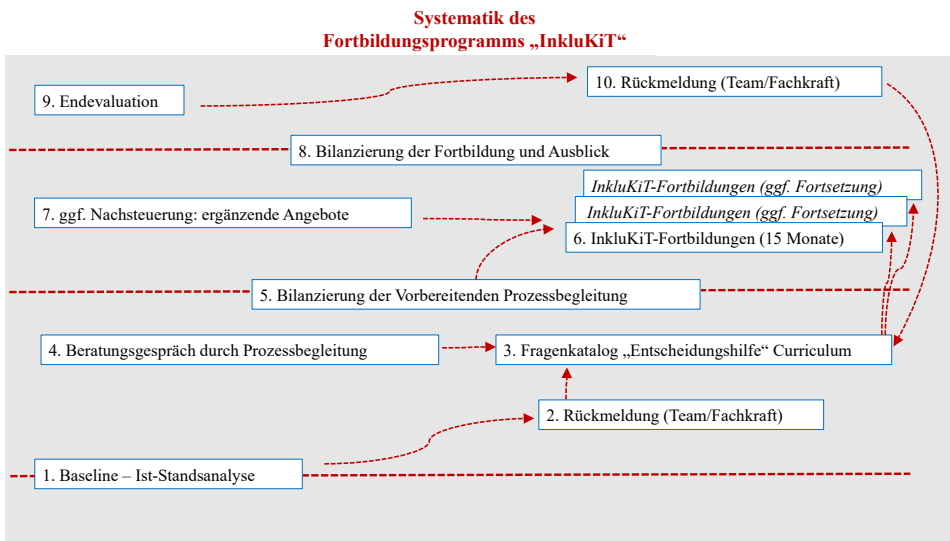 Systematik des
Fortbildungsprogramms „InkluKiT“
10. Rückmeldung (Team/Fachkraft)
9. Endevaluation
8. Bilanzierung der Fortbildung und Ausblick
InkluKiT-Fortbildungen (ggf. Fortsetzung)
InkluKiT-Fortbildungen (ggf. Fortsetzung)
7. ggf. Nachsteuerung: ergänzende Angebote
6. InkluKiT-Fortbildungen (15 Monate)
5. Bilanzierung der Vorbereitenden Prozessbegleitung
4. Beratungsgespräch durch Prozessbegleitung
3. Fragenkatalog „Entscheidungshilfe“ Curriculum
2. Rückmeldung (Team/Fachkraft)
1. Baseline – Ist-Standsanalyse